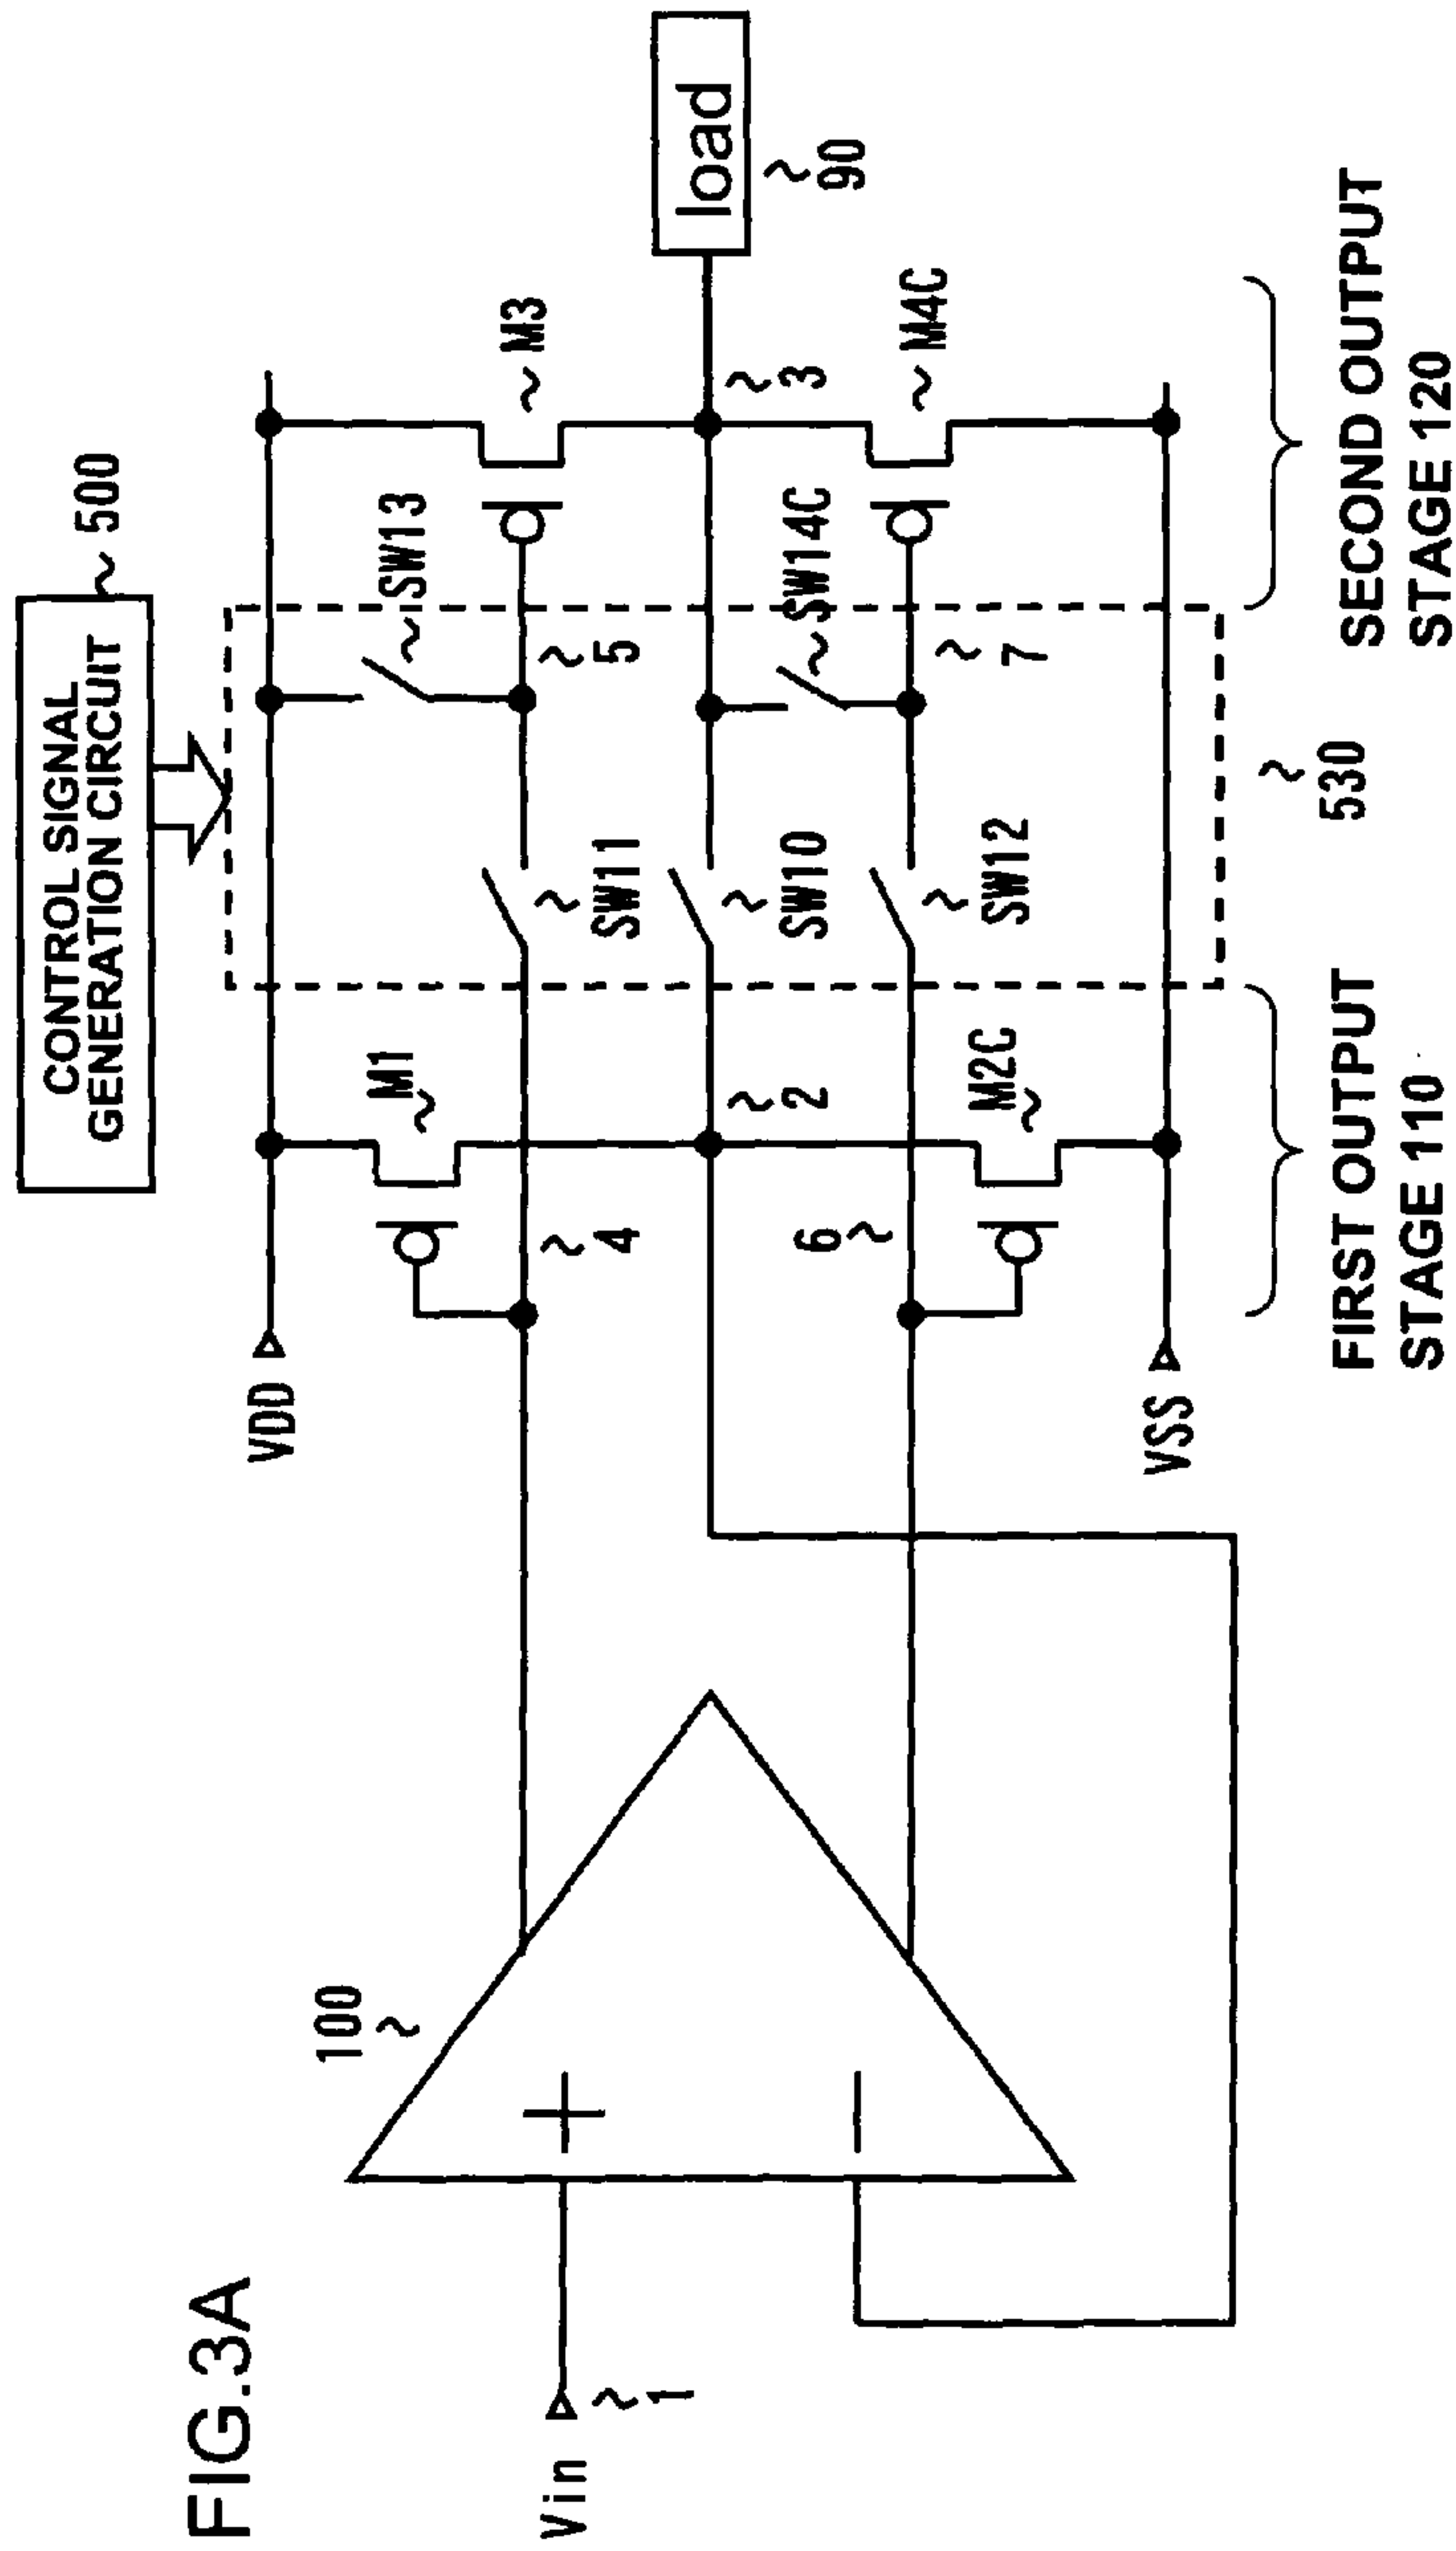 FIG.3A
CONTROL SIGNAL
GENERATION CIRCUIT
500
VDD
M1
SW13
M3
100
4
SW11
5
Vin
1
2
SW10
3
load
90
SW14C
6
SW12
7
M4C
M2C
VSS
530
FIRST OUTPUT
STAGE 110
SECOND OUTPUT
STAGE 120
+
−